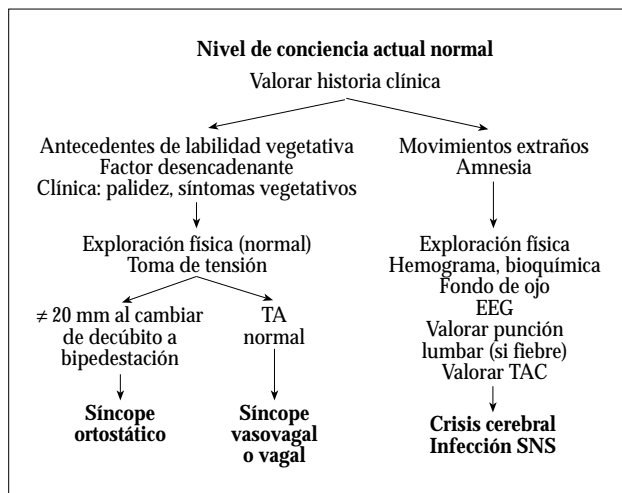 Nivel de conciencia actual normal
Valorar historia clínica
Antecedentes de labilidad vegetativa
Factor desencadenante
Clínica: palidez, síntomas vegetativos
Movimientos extraños
Amnesia
Exploración física (normal)
Toma de tensión
Exploración física
Hemograma, bioquímica
Fondo de ojo
EEG
Valorar punción
lumbar (si fiebre)
Valorar TAC
≠ 20 mm al cambiar
de decúbito a
bipedestación
TA
normal
Síncope
ortostático
Síncope
vasovagal
o vagal
Crisis cerebral
Infección SNS